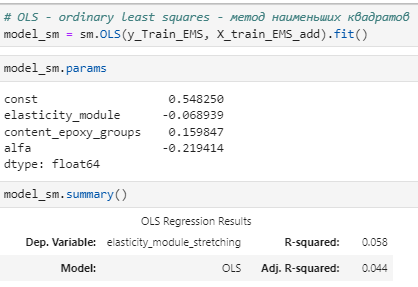 # OLS - ordinary least squares - метод наименьших квадратов
model_sm = sm.OLS(y_Train_EMS, X_train_EMS_add).fit()
model_sm.params
const 0.548250
elasticity_module -0.068939
content_epoxy_groups 0.159847
alfa -0.219414
dtype: float64
model_sm.summary()
OLS Regression Results
Dep. Variable: elasticity_module_stretching R-squared: 0.058
Model: OLS Adj. R-squared: 0.044